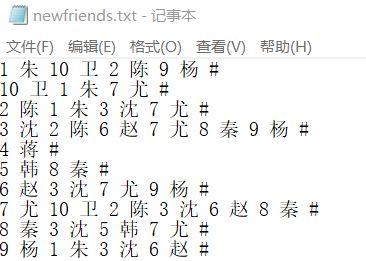 newfriends.txt - 记事本
文件(F) 编辑(E) 格式(O) 查看(V) 帮助(H)
1 朱 10 卫 2 陈 9 杨 #
10 卫 1 朱 7 尤 #
2 陈 1 朱 3 沈 7 尤 #
3 沈 2 陈 6 赵 7 尤 8 秦 9 杨 #
4 蒋 #
5 韩 8 秦 #
6 赵 3 沈 7 尤 9 杨 #
7 尤 10 卫 2 陈 3 沈 6 赵 8 秦 #
8 秦 3 沈 5 韩 7 尤 #
9 杨 1 朱 3 沈 6 赵 #